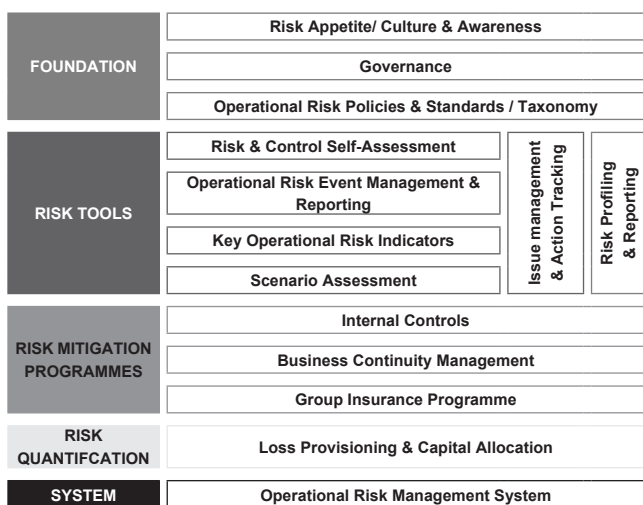 FOUNDATION
Risk Appetite/ Culture & Awareness
Governance
Operational Risk Policies & Standards / Taxonomy
RISK TOOLS
Risk & Control Self-Assessment
Operational Risk Event Management &
Reporting
Key Operational Risk Indicators
Scenario Assessment
Issue management
& Action Tracking
Risk Profiling
& Reporting
RISK MITIGATION
PROGRAMMES
Internal Controls
Business Continuity Management
Group Insurance Programme
RISK
QUANTIFCATION
Loss Provisioning & Capital Allocation
SYSTEM
Operational Risk Management System